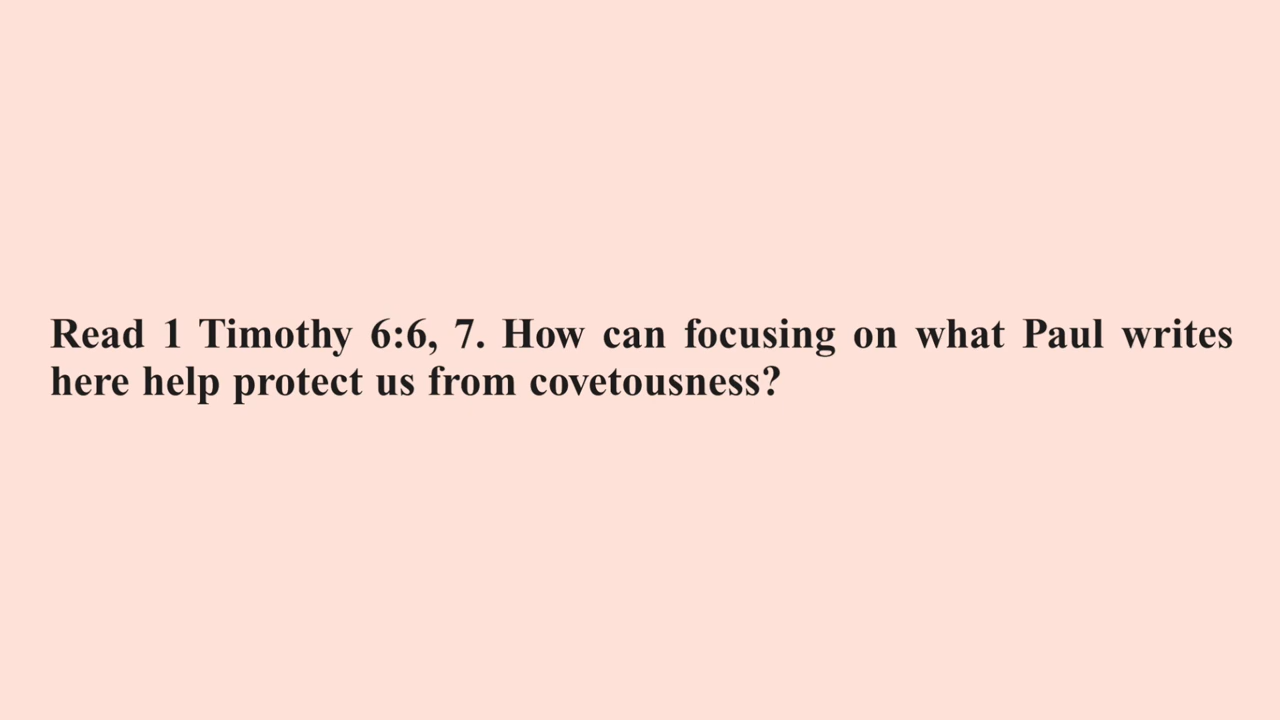 Read 1 Timothy 6:6, 7. How can focusing on what Paul writes
here help protect us from covetousness?